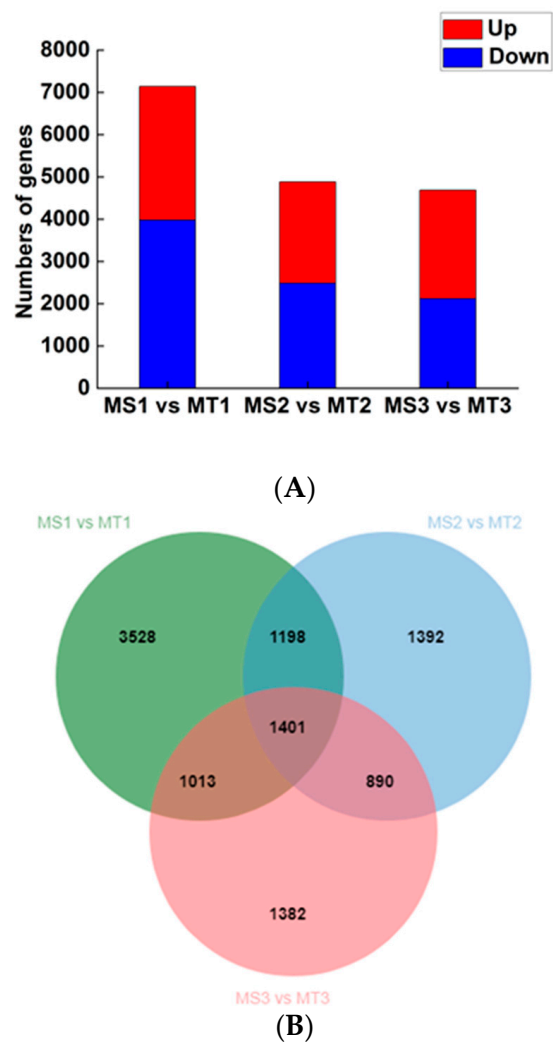 Up
Down
Numbers of genes
8000
7000
6000
5000
4000
3000
2000
1000
0
MS1 vs MT1
MS2 vs MT2
MS3 vs MT3
(A)
MS1 vs MT1
MS2 vs MT2
3528
1198
1392
1401
1013
890
1382
MS3 vs MT3
(B)